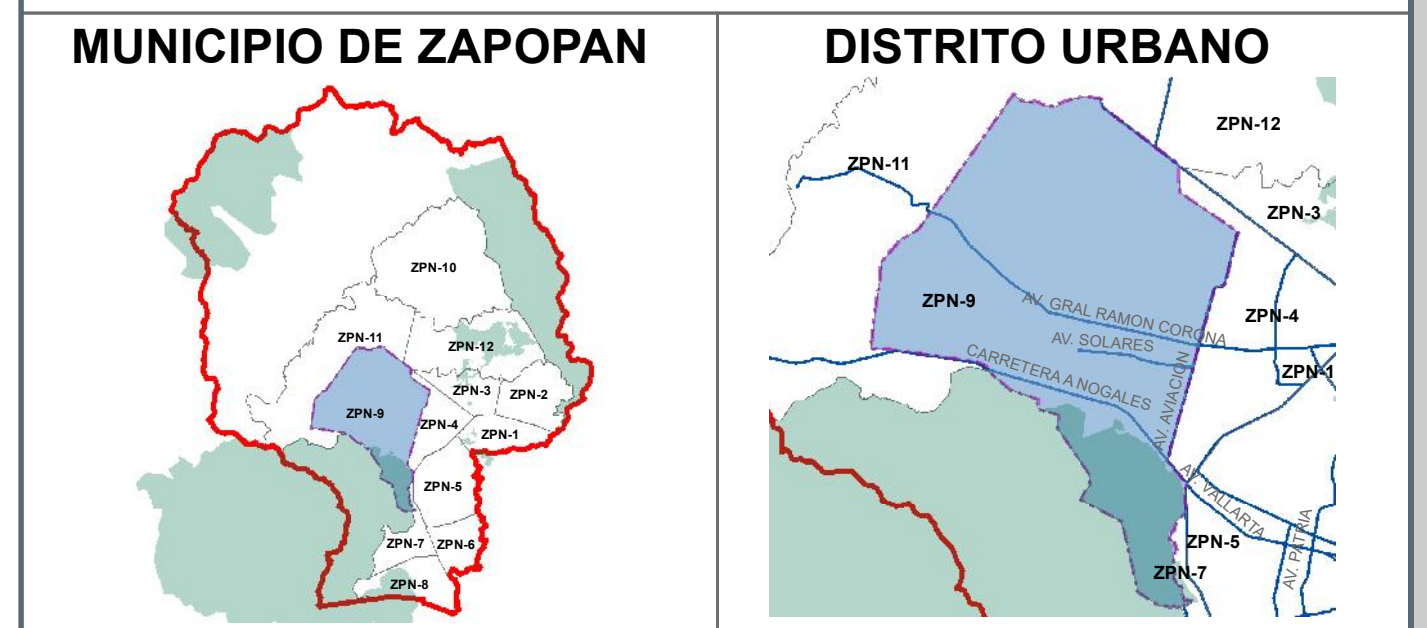 MUNICIPIO DE ZAPOPAN
ZPN-10
ZPN-11
ZPN-12
ZPN-3
ZPN-2
ZPN-9
ZPN-4
ZPN-1
ZPN-5
ZPN-7
ZPN-6
ZPN-8
DISTRITO URBANO
ZPN-12
ZPN-11
ZPN-3
ZPN-9
AV. GRAL RAMON CORONA
ZPN-4
AV. SOLARES
CARRETERA A NOGALES
ZPN-1
AV. AVIACION
AV. VALLARTA
AV. PATRIA
ZPN-5
ZPN-7